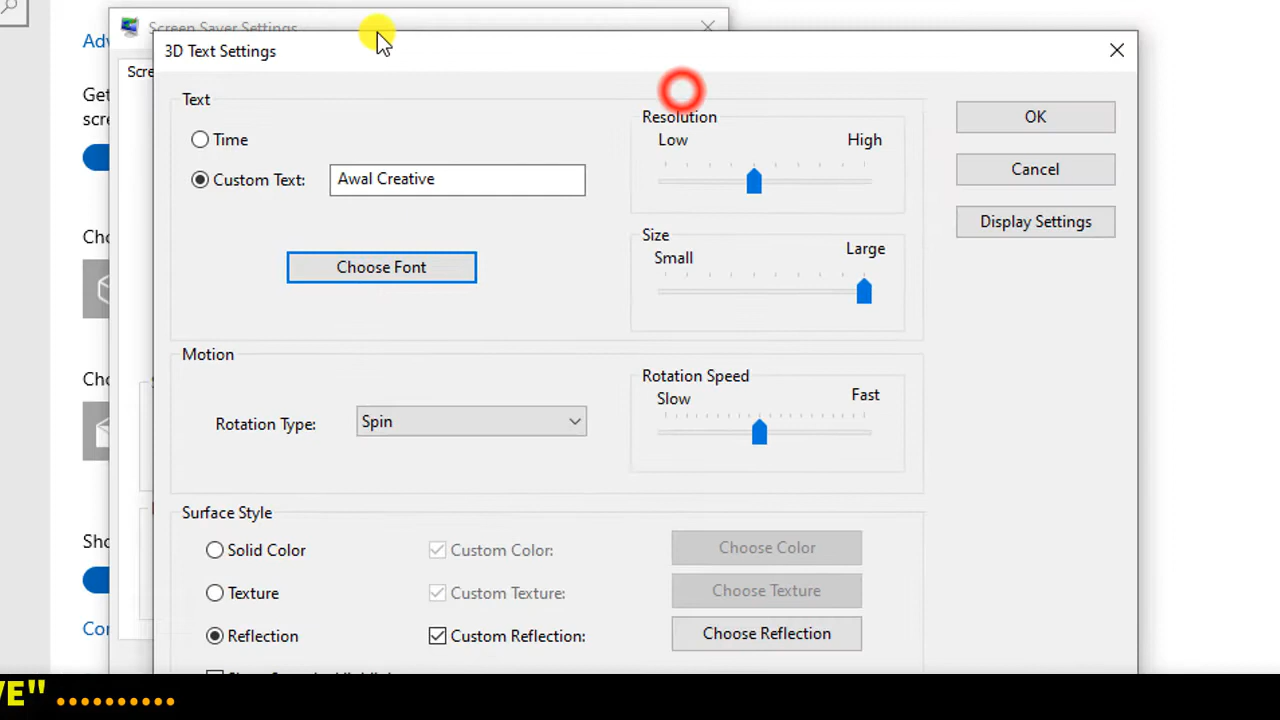 Screen Saver Settings
3D Text Settings
Adv
Scre
Get
scre
Text
Time
Custom Text:
Awal Creative
Choose Font
Resolution
Low
High
Size
Small
Large
OK
Cancel
Display Settings
Cho
Motion
Rotation Type:
Spin
Rotation Speed
Slow
Fast
Cho
Surface Style
Solid Color
Custom Color:
Choose Color
Texture
Custom Texture:
Choose Texture
Reflection
Custom Reflection:
Choose Reflection
Sho
Cor
VE" ..........